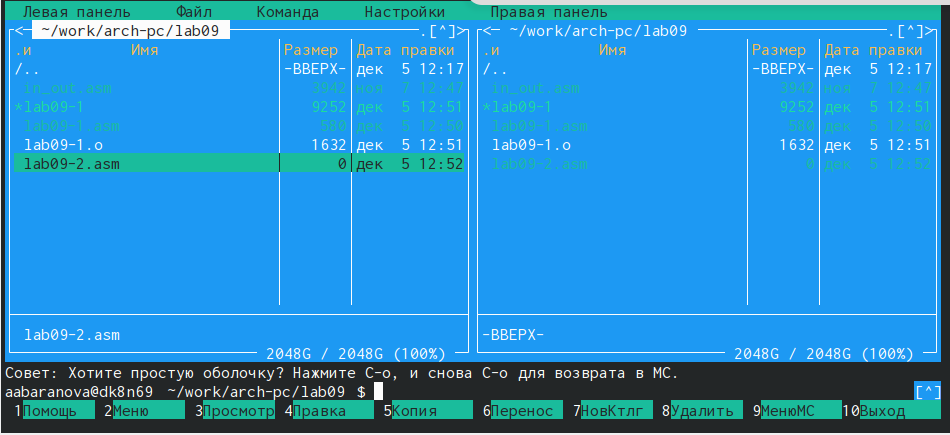 Левая панель Файл Команда Настройки Правая панель
<- ~/work/arch-pc/lab09 .[^]> <- ~/work/arch-pc/lab09 .[^]>
.и Имя Размер Дата правки .и Имя Размер Дата правки
/.. -ВВЕРХ- дек 5 12:17 /.. -ВВЕРХ- дек 5 12:17
in_out.asm 3942 ноя 7 12:47 in_out.asm 3942 ноя 7 12:47
*lab09-1 9252 дек 5 12:51 *lab09-1 9252 дек 5 12:51
lab09-1.asm 580 дек 5 12:50 lab09-1.asm 580 дек 5 12:50
lab09-1.o 1632 дек 5 12:51 lab09-1.o 1632 дек 5 12:51
lab09-2.asm 0 дек 5 12:52 lab09-2.asm 0 дек 5 12:52
lab09-2.asm -ВВЕРХ-
2048G / 2048G (100%) 2048G / 2048G (100%)
Совет: Хотите простую оболочку? Нажмите C-o, и снова C-o для возврата в MC.
aabaranova@dk8n69 ~/work/arch-pc/lab09 $ [^]
1Помощь 2Меню 3Просмотр 4Правка 5Копия 6Перенос 7НовКтлг 8Удалить 9МенюMC 10Выход